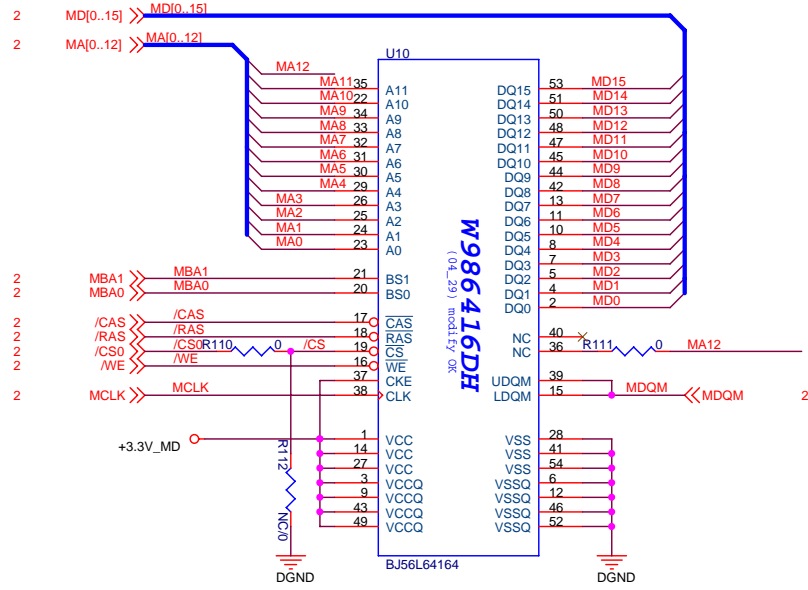 2 MD[0..15] MD[0..15]
2 MA[0..12] MA[0..12]
U10
MA12
MA11 35 A11 DQ15 53 MD15
MA10 22 A10 DQ14 51 MD14
MA9 34 A9 DQ13 50 MD13
MA8 33 A8 DQ12 48 MD12
MA7 32 A7 DQ11 47 MD11
MA6 31 A6 DQ10 45 MD10
MA5 30 A5 DQ9 44 MD9
MA4 29 A4 DQ8 42 MD8
MA3 26 A3 DQ7 13 MD7
MA2 25 A2 DQ6 11 MD6
MA1 24 A1 DQ5 10 MD5
MA0 23 A0 DQ4 8 MD4
DQ3 7 MD3
2 MBA1 MBA1 21 BS1 DQ2 5 MD2
2 MBA0 MBA0 20 BS0 DQ1 4 MD1
DQ0 2 MD0
W986416DH
(04_29) modify OK
2 /CAS /CAS 17 CAS
2 /RAS /RAS 18 RAS NC 40
2 /CS0 R110 0 /CS 19 CS NC 36 R111 0 MA12
2 /WE /WE 16 WE
37 CKE UDQM 39
2 MCLK MCLK 38 CLK LDQM 15 MDQM MDQM 2
+3.3V_MD
1 VCC VSS 28
14 VCC VSS 41
27 VCC VSS 54
3 VCCQ VSSQ 6
9 VCCQ VSSQ 12
43 VCCQ VSSQ 46
49 VCCQ VSSQ 52
R112
NC/0
BJ56L64164
DGND DGND